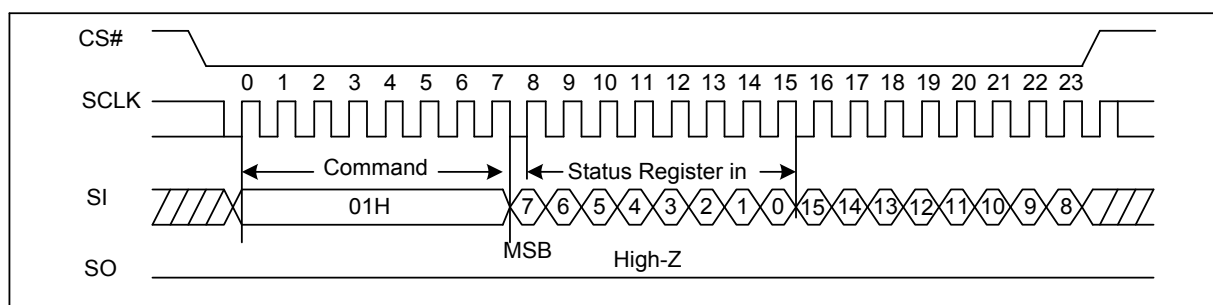 CS#
0 1 2 3 4 5 6 7 8 9 10 11 12 13 14 15 16 17 18 19 20 21 22 23
SCLK
Command Status Register in
SI 01H 7 6 5 4 3 2 1 0 15 14 13 12 11 10 9 8
MSB
SO High-Z